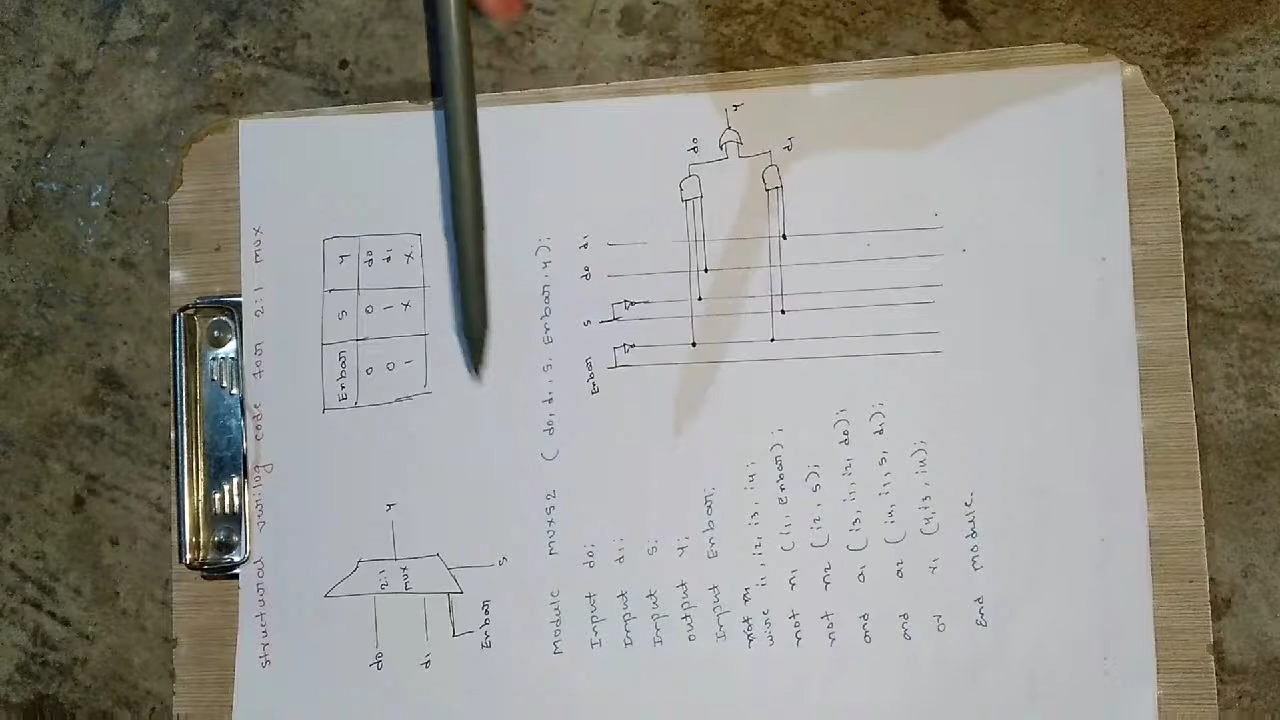 structural verilog code for 2:1 mux
d0
d1
2:1
mux
y
s
Enbar
Enbar s y
0 0 d0
0 1 d1
1 x x
Module muxs2 (d0, d1, s, Enbar, y);
Input d0;
Input d1;
Input s;
output y;
Input Enbar;
wire i1, i2, i3, i4;
not n1 (i1, Enbar);
not n2 (i2, s);
and a1 (i3, i1, i2, d0);
and a2 (i4, i1, s, d1);
or r1 (y, i3, i4);
End module.
Enbar s d0 d1
d0
d1
y